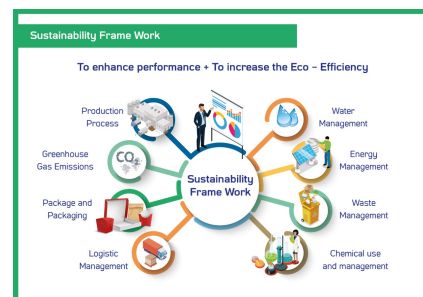 Sustainability Frame Work
To enhance performance + To increase the Eco – Efficiency
Production
Process
Greenhouse
Gas Emissions
CO2
Package and
Packaging
Logistic
Management
Sustainability
Frame Work
Water
Management
Energy
Management
Waste
Management
Chemical use
and management